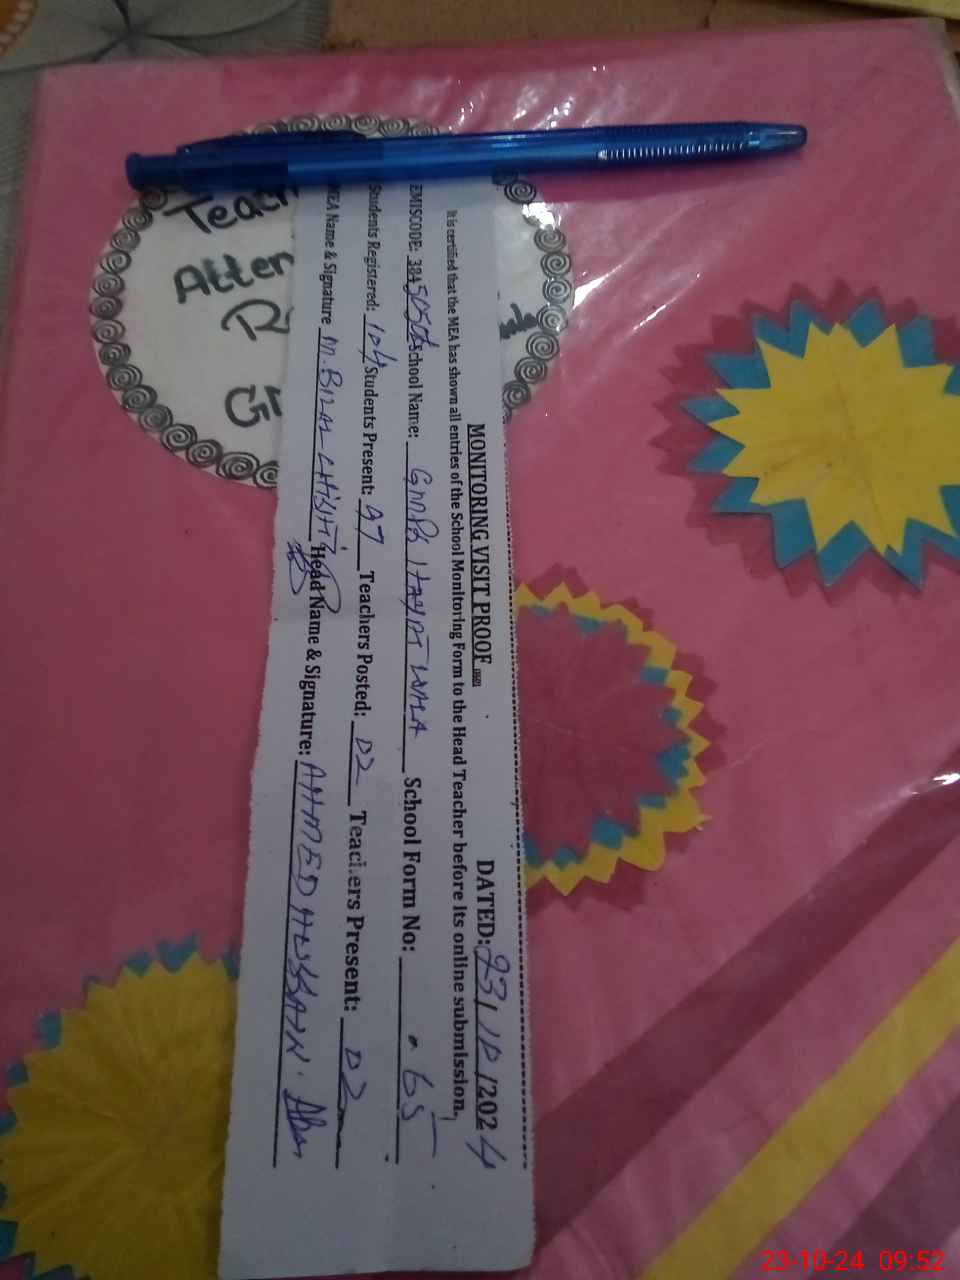 MONITORING VISIT PROOF DATED: 23/10/2024
It is certified that the MEA has shown all entries of the School Monitoring Form to the Head Teacher before its online submission.
EMISCODE: School Name: GMPS HAYAT WALA School Form No: 65
Students Registered: 104 Students Present: 97 Teachers Posted: 02 Teachers Present: 02
MEA Name & Signature M. BILAL CHISHTI Head Name & Signature: AHMED HUSSAIN.
Atten
23-10-24 09:52